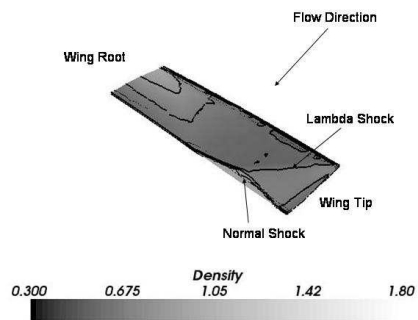 Flow Direction
Wing Root
Lambda Shock
Wing Tip
Normal Shock
Density
0.300 0.675 1.05 1.42 1.80